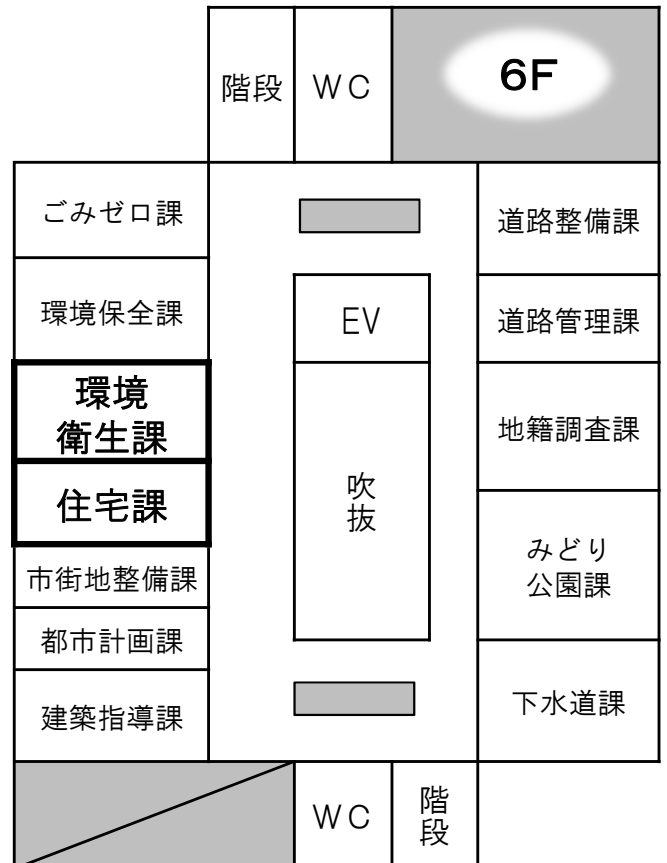 階段
ＷＣ
6F
ごみゼロ課
環境保全課
環境
衛生課
住宅課
市街地整備課
都市計画課
建築指導課
EV
吹抜
道路整備課
道路管理課
地籍調査課
みどり
公園課
下水道課
ＷＣ
階段